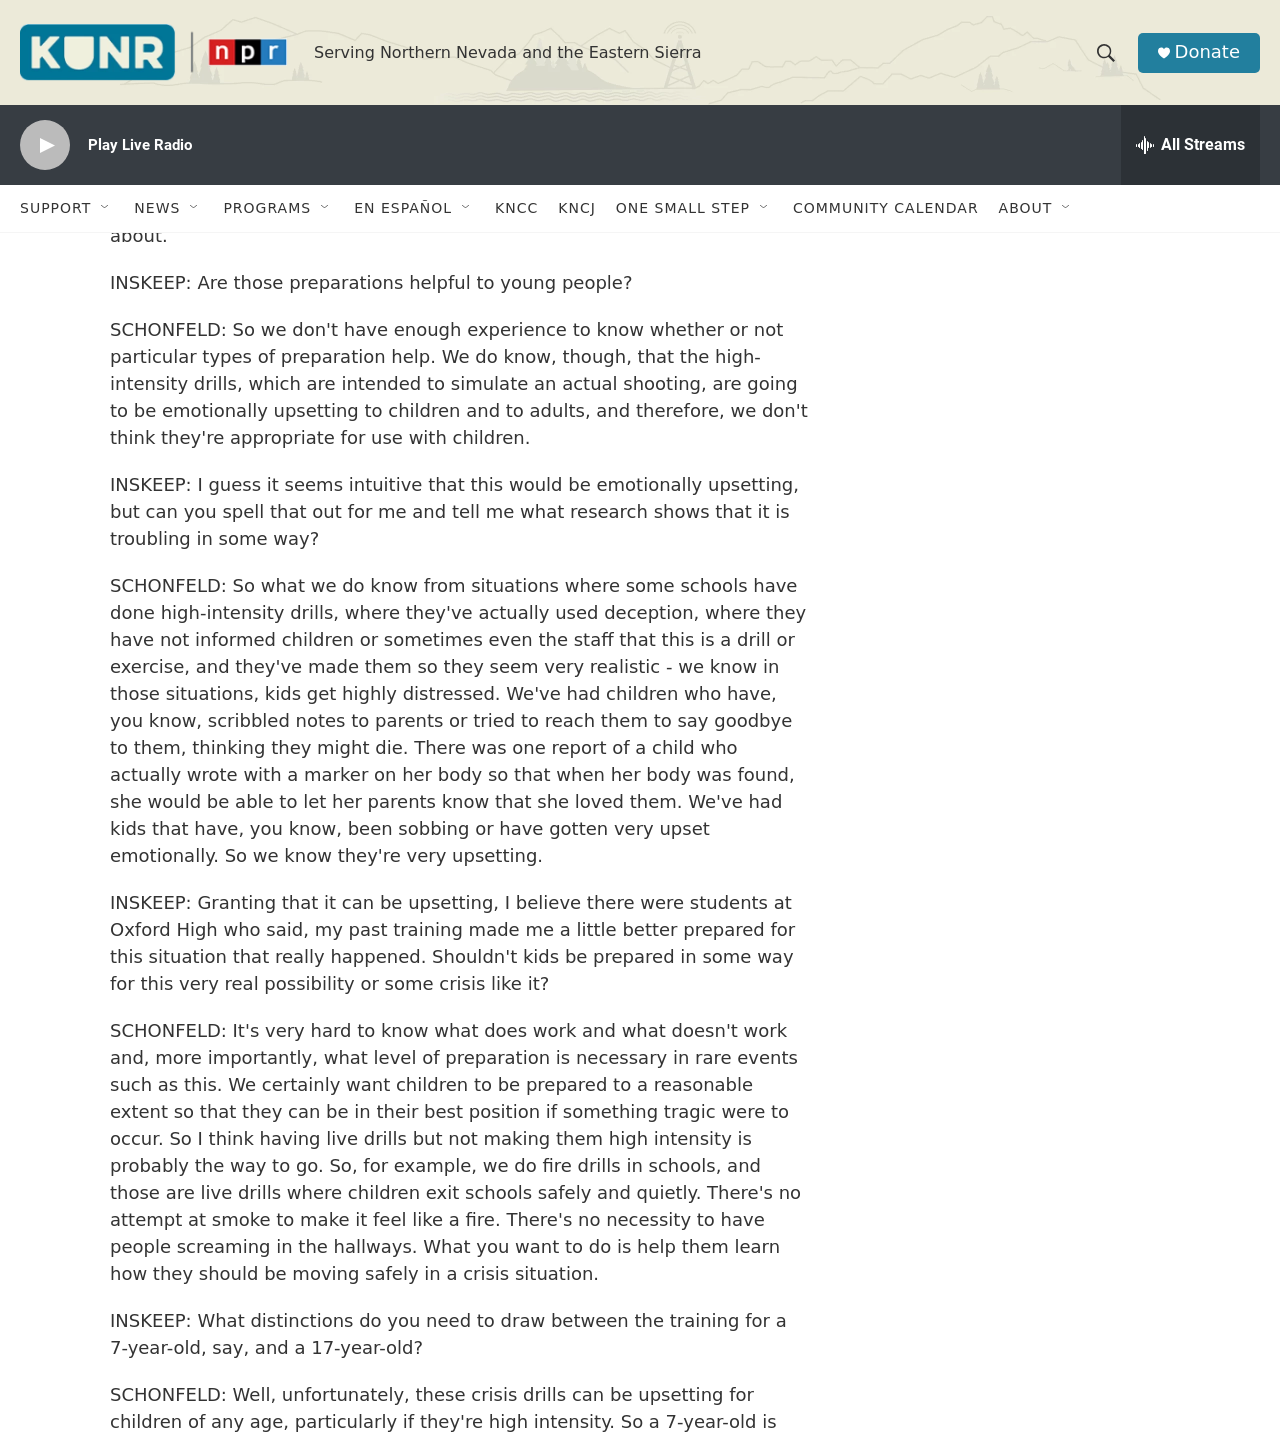 KUNR
npr
Serving Northern Nevada and the Eastern Sierra
Donate
Play Live Radio
All Streams
SUPPORT NEWS PROGRAMS EN ESPAÑOL KNCC KNCJ ONE SMALL STEP COMMUNITY CALENDAR ABOUT
about.
INSKEEP: Are those preparations helpful to young people?
SCHONFELD: So we don't have enough experience to know whether or not
particular types of preparation help. We do know, though, that the high-
intensity drills, which are intended to simulate an actual shooting, are going
to be emotionally upsetting to children and to adults, and therefore, we don't
think they're appropriate for use with children.
INSKEEP: I guess it seems intuitive that this would be emotionally upsetting,
but can you spell that out for me and tell me what research shows that it is
troubling in some way?
SCHONFELD: So what we do know from situations where some schools have
done high-intensity drills, where they've actually used deception, where they
have not informed children or sometimes even the staff that this is a drill or
exercise, and they've made them so they seem very realistic - we know in
those situations, kids get highly distressed. We've had children who have,
you know, scribbled notes to parents or tried to reach them to say goodbye
to them, thinking they might die. There was one report of a child who
actually wrote with a marker on her body so that when her body was found,
she would be able to let her parents know that she loved them. We've had
kids that have, you know, been sobbing or have gotten very upset
emotionally. So we know they're very upsetting.
INSKEEP: Granting that it can be upsetting, I believe there were students at
Oxford High who said, my past training made me a little better prepared for
this situation that really happened. Shouldn't kids be prepared in some way
for this very real possibility or some crisis like it?
SCHONFELD: It's very hard to know what does work and what doesn't work
and, more importantly, what level of preparation is necessary in rare events
such as this. We certainly want children to be prepared to a reasonable
extent so that they can be in their best position if something tragic were to
occur. So I think having live drills but not making them high intensity is
probably the way to go. So, for example, we do fire drills in schools, and
those are live drills where children exit schools safely and quietly. There's no
attempt at smoke to make it feel like a fire. There's no necessity to have
people screaming in the hallways. What you want to do is help them learn
how they should be moving safely in a crisis situation.
INSKEEP: What distinctions do you need to draw between the training for a
7-year-old, say, and a 17-year-old?
SCHONFELD: Well, unfortunately, these crisis drills can be upsetting for
children of any age, particularly if they're high intensity. So a 7-year-old is